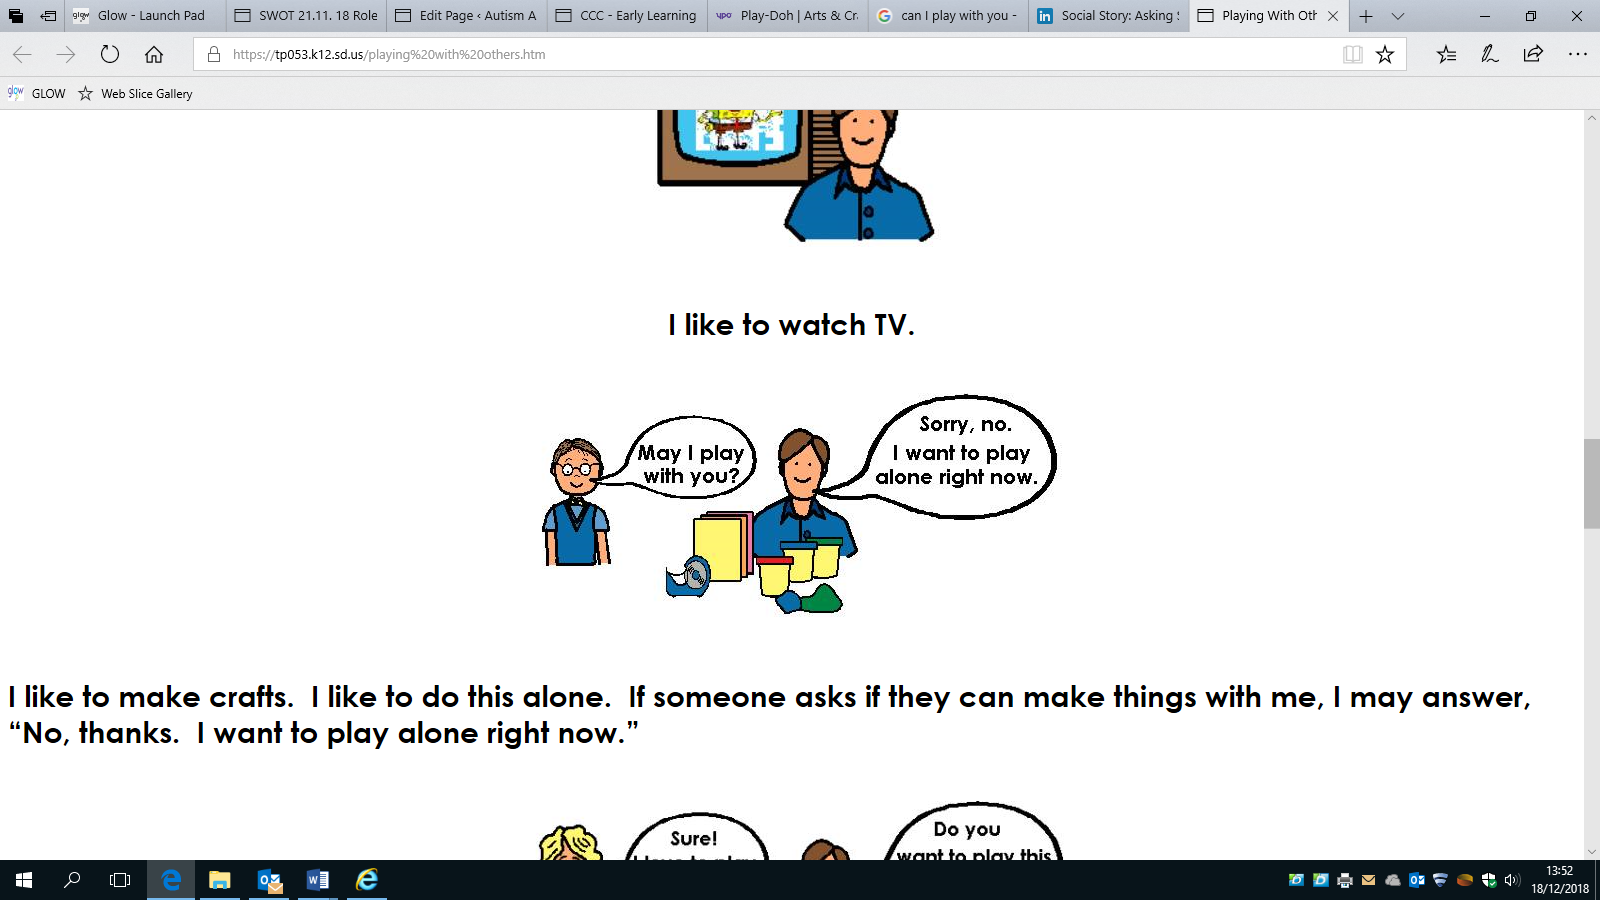 Glow - Launch Pad
SWOT 21.11. 18 Role
Edit Page ‹ Autism A
CCC - Early Learning
Play-Doh | Arts & Cr
can I play with you -
Social Story: Asking
Playing With Oth
https://tp053.k12.sd.us/playing%20with%20others.htm
GLOW
Web Slice Gallery
I like to watch TV.
May I play
with you?
Sorry, no.
I want to play
alone right now.
I like to make crafts.  I like to do this alone.  If someone asks if they can make things with me, I may answer,
“No, thanks.  I want to play alone right now.”
Sure!
Do you
want to play this
13:52
18/12/2018